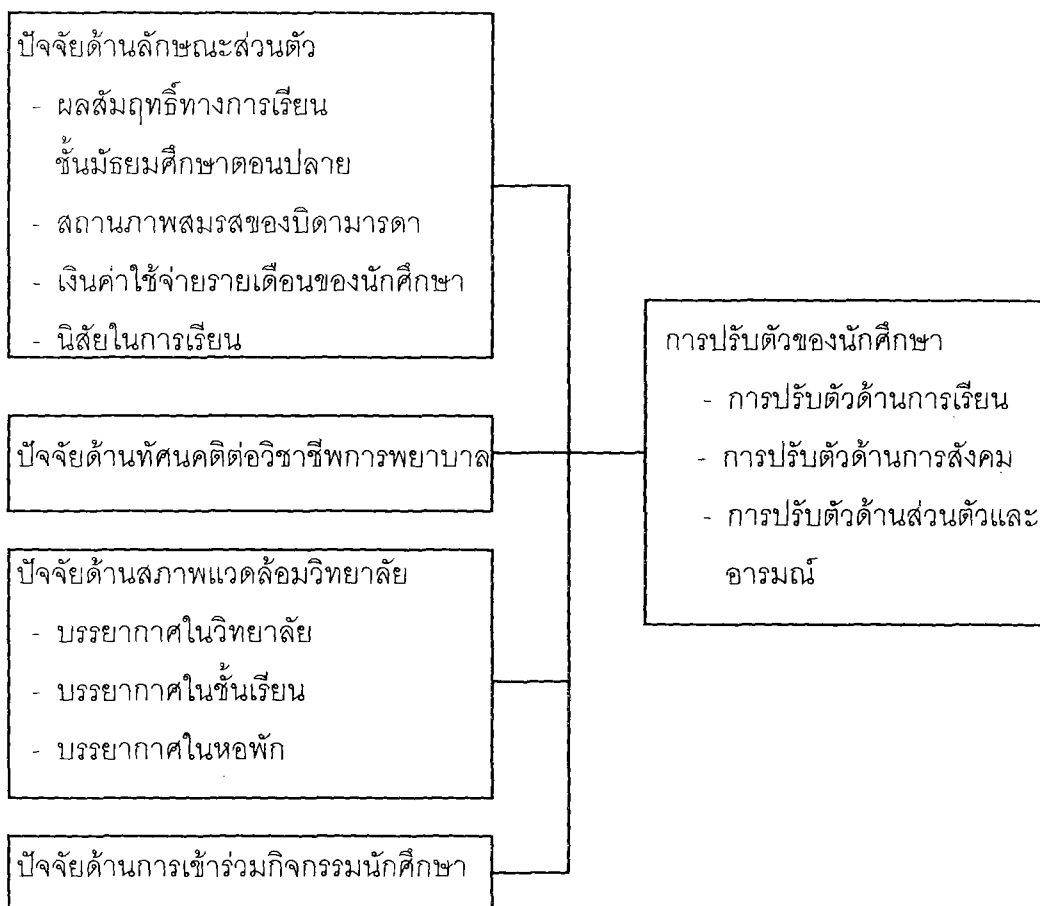 ปัจจัยด้านลักษณะส่วนตัว
- ผลสัมฤทธิ์ทางการเรียน
ชั้นมัธยมศึกษาตอนปลาย
- สถานภาพสมรสของบิดามารดา
- เงินค่าใช้จ่ายรายเดือนของนักศึกษา
- นิสัยในการเรียน
ปัจจัยด้านทัศนคติต่อวิชาชีพการพยาบาล
ปัจจัยด้านสภาพแวดล้อมวิทยาลัย
- บรรยากาศในวิทยาลัย
- บรรยากาศในชั้นเรียน
- บรรยากาศในหอพัก
ปัจจัยด้านการเข้าร่วมกิจกรรมนักศึกษา
การปรับตัวของนักศึกษา
- การปรับตัวด้านการเรียน
- การปรับตัวด้านการสังคม
- การปรับตัวด้านส่วนตัวและ
อารมณ์